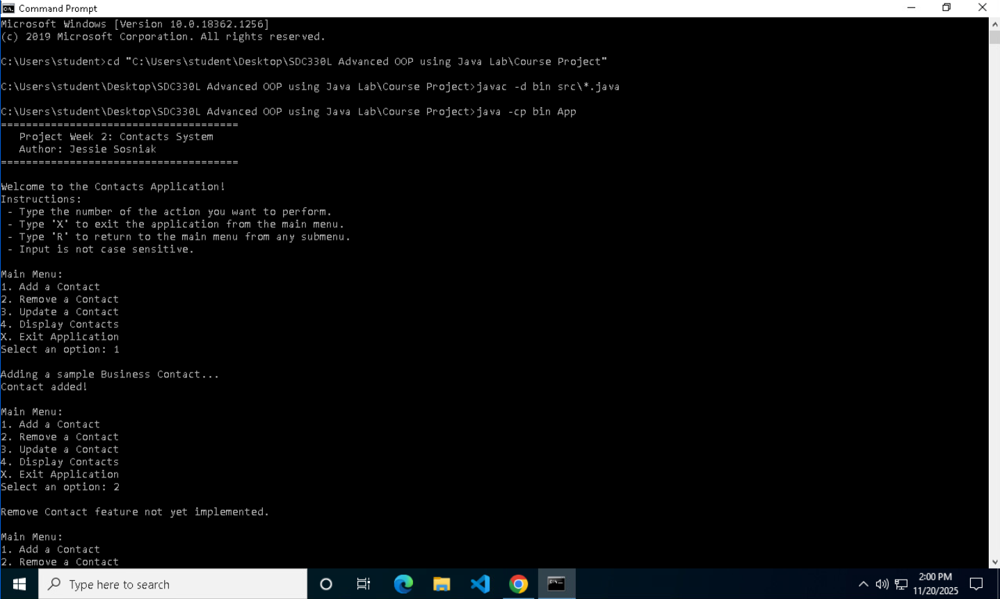 Command Prompt
Microsoft Windows [Version 10.0.18362.1256]
(c) 2019 Microsoft Corporation. All rights reserved.
C:\Users\student>cd "C:\Users\student\Desktop\SDC330L Advanced OOP using Java Lab\Course Project"
C:\Users\student\Desktop\SDC330L Advanced OOP using Java Lab\Course Project>javac -d bin src\*.java
C:\Users\student\Desktop\SDC330L Advanced OOP using Java Lab\Course Project>java -cp bin App
======================================
Project Week 2: Contacts System
Author: Jessie Sosniak
======================================
Welcome to the Contacts Application!
Instructions:
- Type the number of the action you want to perform.
- Type 'X' to exit the application from the main menu.
- Type 'R' to return to the main menu from any submenu.
- Input is not case sensitive.
Main Menu:
1. Add a Contact
2. Remove a Contact
3. Update a Contact
4. Display Contacts
X. Exit Application
Select an option: 1
Adding a sample Business Contact...
Contact added!
Main Menu:
1. Add a Contact
2. Remove a Contact
3. Update a Contact
4. Display Contacts
X. Exit Application
Select an option: 2
Remove Contact feature not yet implemented.
Main Menu:
1. Add a Contact
2. Remove a Contact
Type here to search
2:00 PM
11/20/2025